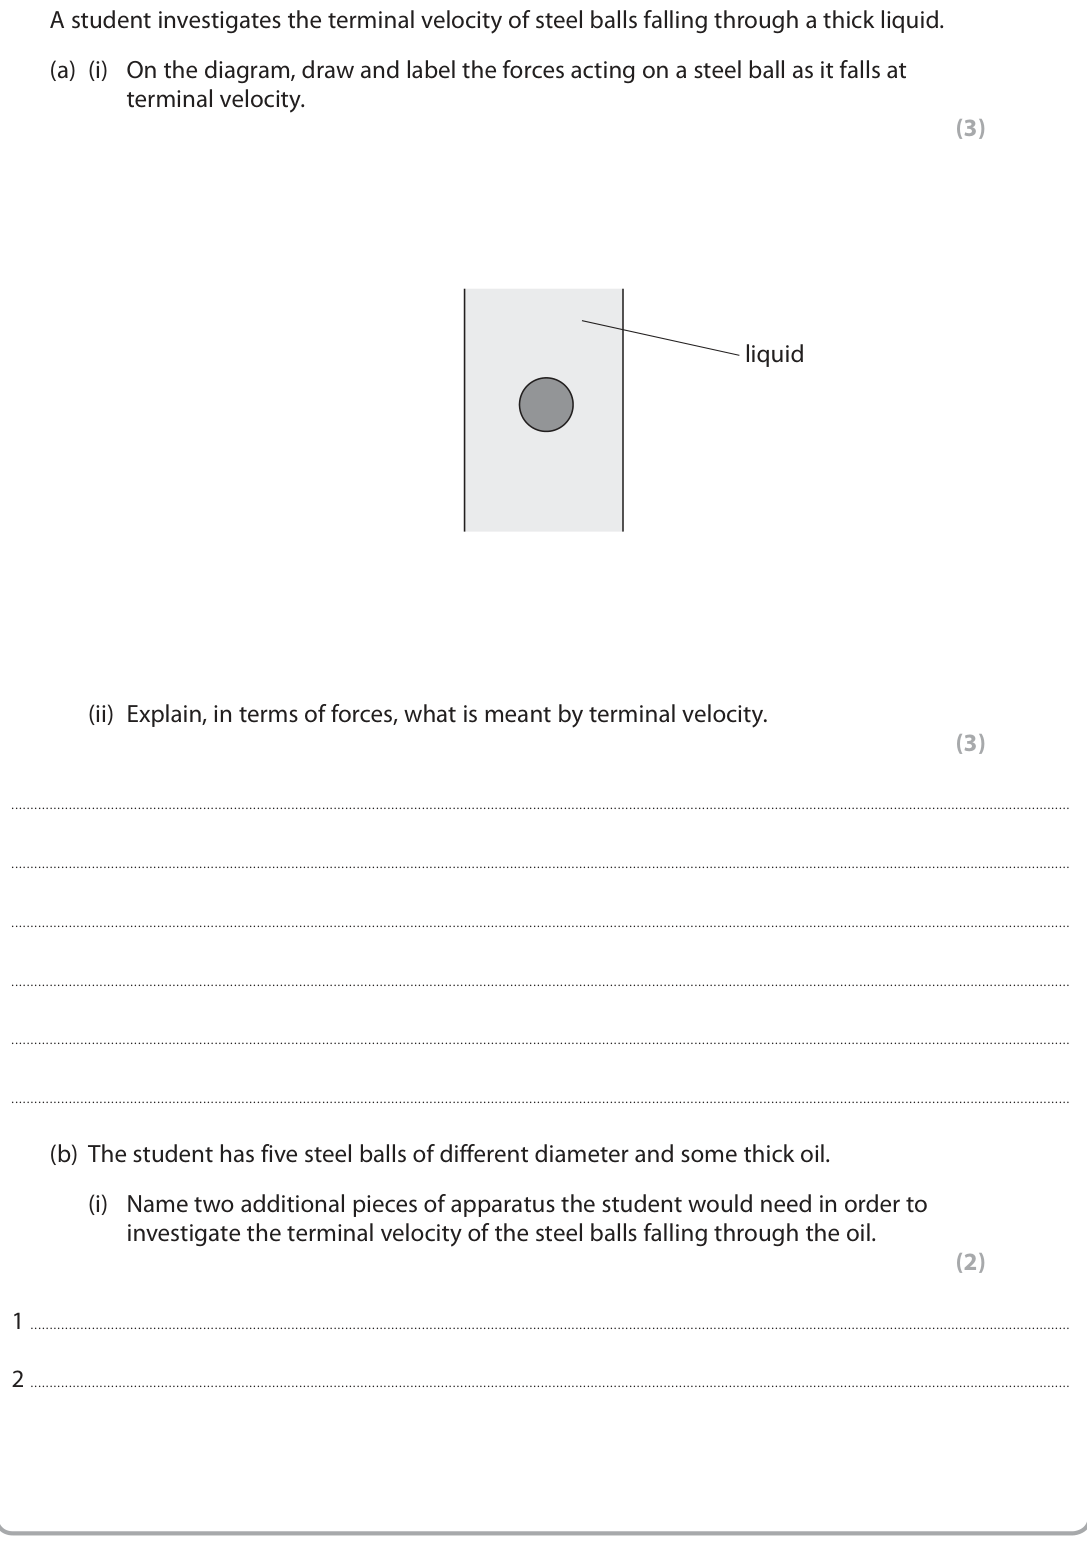 A student investigates the terminal velocity of steel balls falling through a thick liquid.
(a) (i) On the diagram, draw and label the forces acting on a steel ball as it falls at
terminal velocity.
(3)
liquid
(ii) Explain, in terms of forces, what is meant by terminal velocity.
(3)
(b) The student has five steel balls of different diameter and some thick oil.
(i) Name two additional pieces of apparatus the student would need in order to
investigate the terminal velocity of the steel balls falling through the oil.
(2)
1
2